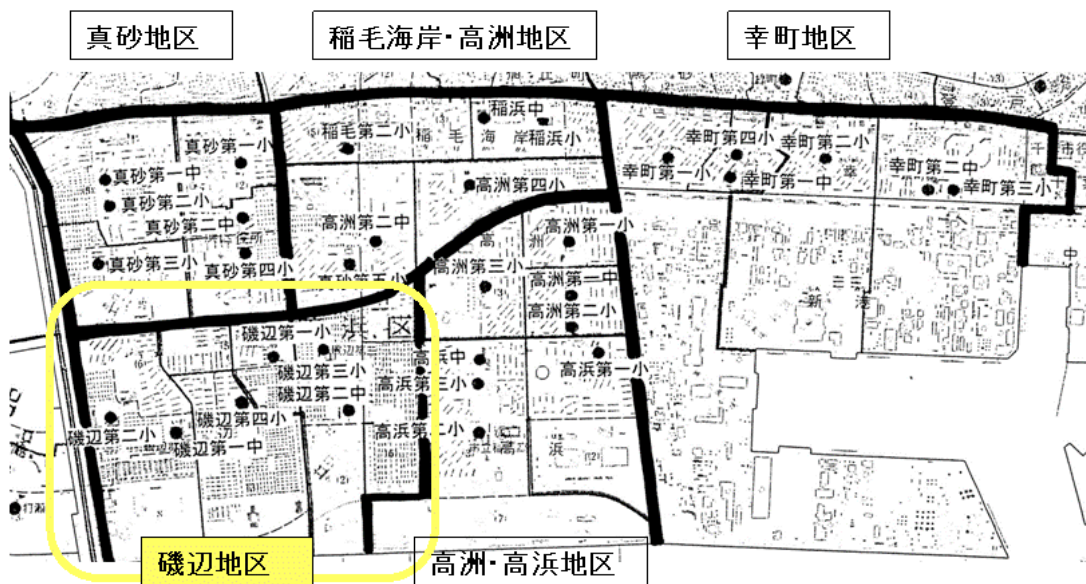 真砂地区
稲毛海岸・高洲地区
幸町地区
稲浜中
稲毛第二小
稲毛海岸
稲浜小
真砂第一小
幸町第四小
幸町第二小
真砂第一中
幸町第一小
幸町第一中
幸町第二中
幸町第三小
高洲第四小
真砂第二小
真砂第二中
高洲第二中
高洲第一小
真砂第三小
真砂第四小
真砂第五小
高洲第三小
高洲第一中
高洲第二小
新港
磯辺第一小
区
磯辺第三小
高浜中
高浜第一小
磯辺第二中
高浜第三小
磯辺第四小
磯辺第二小
磯辺第一中
高浜第二小
高浜
打瀬
磯辺地区
高洲・高浜地区